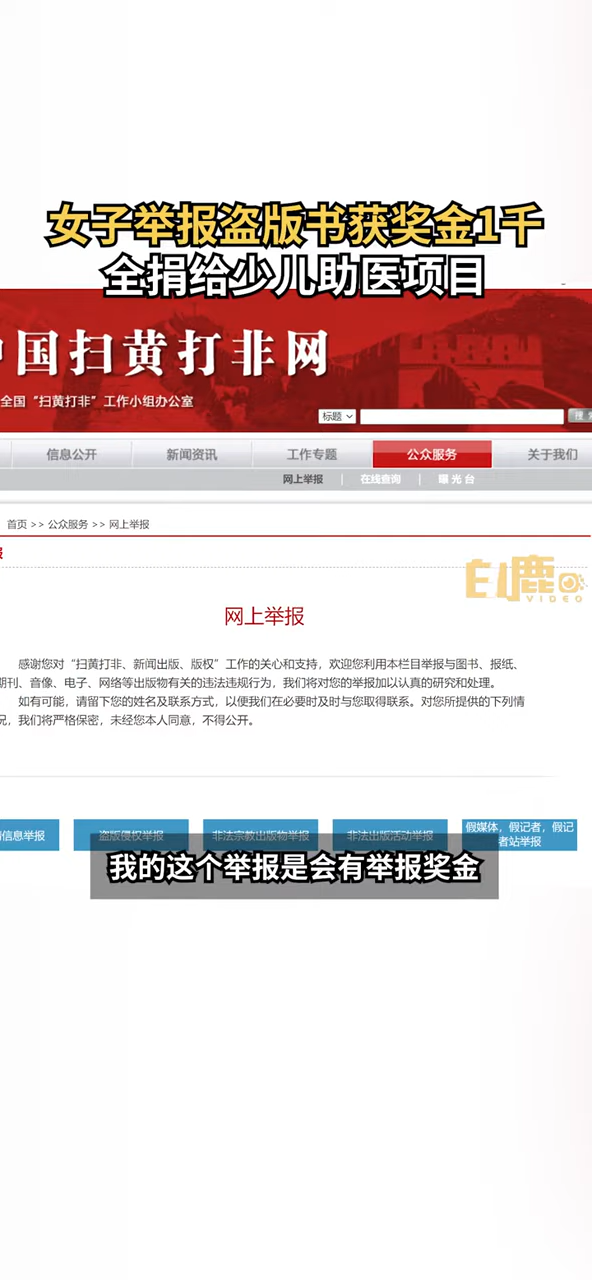 女子举报盗版书获奖金1千
全捐给少儿助医项目
中国扫黄打非网
全国“扫黄打非”工作小组办公室
标题
搜
信息公开 新闻资讯 工作专题 公众服务 关于我们
网上举报 | 在线查询 | 曝光台
首页 >> 公众服务 >> 网上举报
报
白鹿
VIDEO
网上举报
感谢您对“扫黄打非、新闻出版、版权”工作的关心和支持，欢迎您利用本栏目举报与图书、报纸、
期刊、音像、电子、网络等出版物有关的违法违规行为，我们将对您的举报加以认真的研究和处理。
如有可能，请留下您的姓名及联系方式，以便我们在必要时及时与您取得联系。对您所提供的下列情
况，我们将严格保密，未经您本人同意，不得公开。
信息举报 盗版侵权举报 非法宗教出版物举报 非法出版活动举报 假媒体，假记者，假记
者站举报
我的这个举报是会有举报奖金